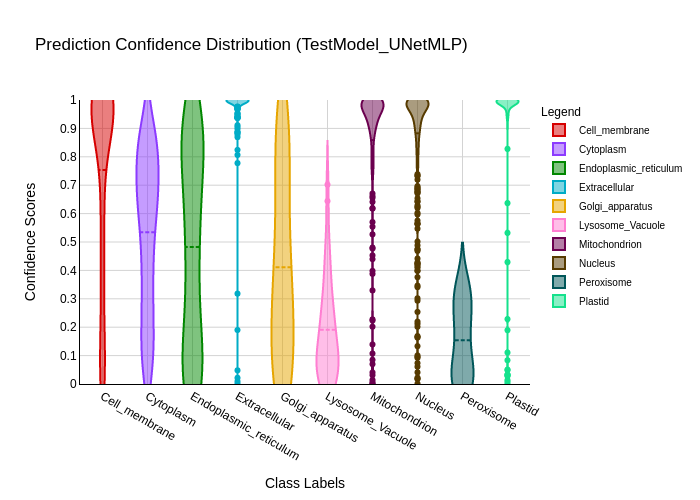 Prediction Confidence Distribution (TestModel_UNetMLP)
Legend
Cell_membrane
Cytoplasm
Endoplasmic_reticulum
Extracellular
Golgi_apparatus
Lysosome_Vacuole
Mitochondrion
Nucleus
Peroxisome
Plastid
Confidence Scores
1
0.9
0.8
0.7
0.6
0.5
0.4
0.3
0.2
0.1
0
Cell_membrane
Cytoplasm
Endoplasmic_reticulum
Extracellular
Golgi_apparatus
Lysosome_Vacuole
Mitochondrion
Nucleus
Peroxisome
Plastid
Class Labels